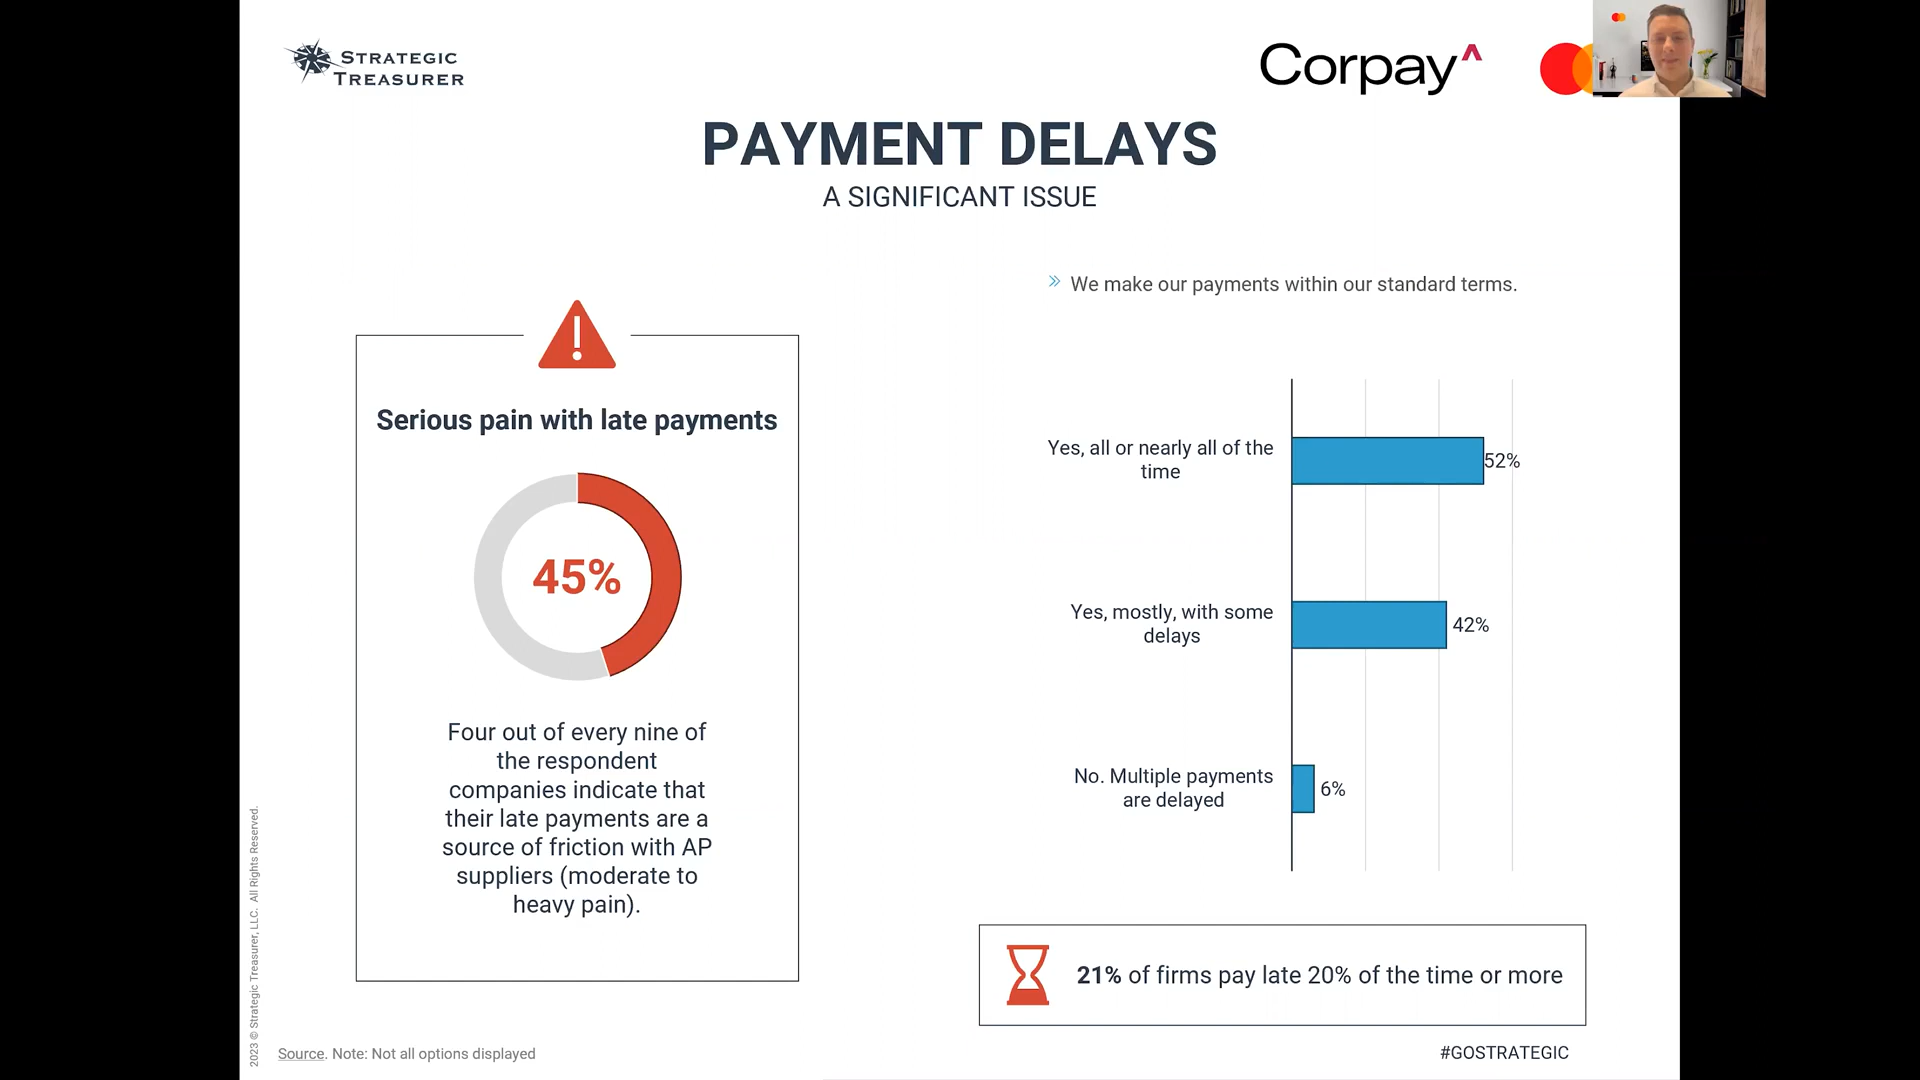 STRATEGIC
TREASURER
Corpay^
PAYMENT DELAYS
A SIGNIFICANT ISSUE
» We make our payments within our standard terms.
Serious pain with late payments
45%
Four out of every nine of
the respondent
companies indicate that
their late payments are a
source of friction with AP
suppliers (moderate to
heavy pain).
Yes, all or nearly all of the
time
52%
Yes, mostly, with some
delays
42%
No. Multiple payments
are delayed
6%
21% of firms pay late 20% of the time or more
2023 © Strategic Treasurer, LLC. All Rights Reserved.
Source. Note: Not all options displayed
#GOSTRATEGIC